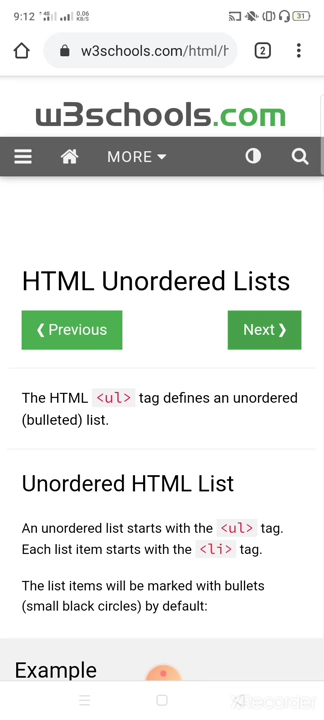 9:12 4G 0.06 KB/S 31
w3schools.com/html/h 2
w3schools.com
MORE
HTML Unordered Lists
❮ Previous Next ❯
The HTML <ul> tag defines an unordered
(bulleted) list.
Unordered HTML List
An unordered list starts with the <ul> tag.
Each list item starts with the <li> tag.
The list items will be marked with bullets
(small black circles) by default:
Example